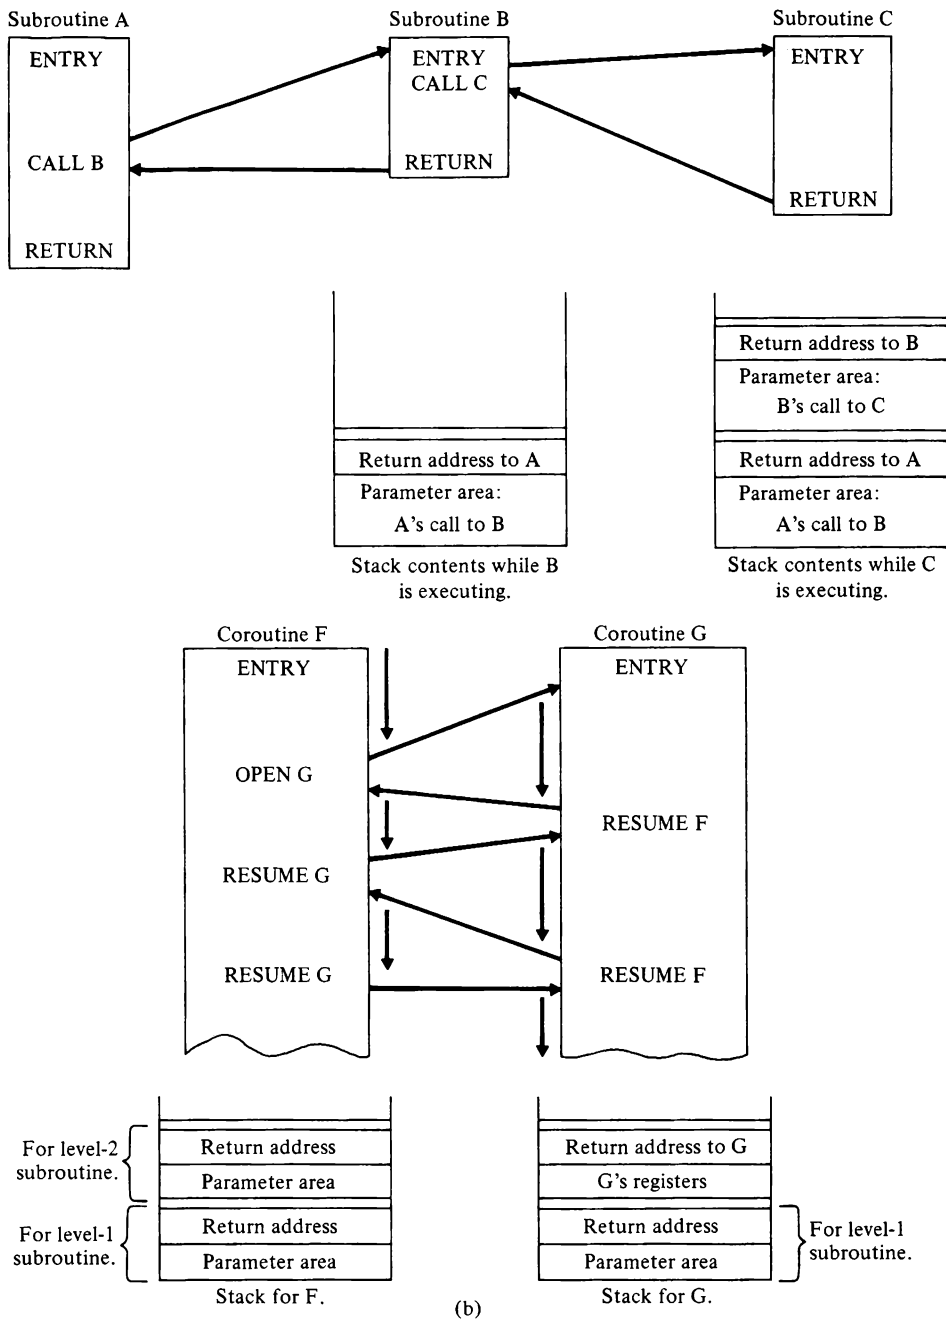 Subroutine A
Subroutine B
Subroutine C
ENTRY
CALL B
RETURN
ENTRY
CALL C
RETURN
ENTRY
RETURN
Return address to A
Parameter area:
A's call to B
Stack contents while B
is executing.
Return address to B
Parameter area:
B's call to C
Return address to A
Parameter area:
A's call to B
Stack contents while C
is executing.
Coroutine F
Coroutine G
ENTRY
OPEN G
RESUME G
RESUME G
ENTRY
RESUME F
RESUME F
For level-2
subroutine.
For level-1
subroutine.
Return address
Parameter area
Return address
Parameter area
Stack for F.
Return address to G
G's registers
Return address
Parameter area
Stack for G.
For level-1
subroutine.
(b)